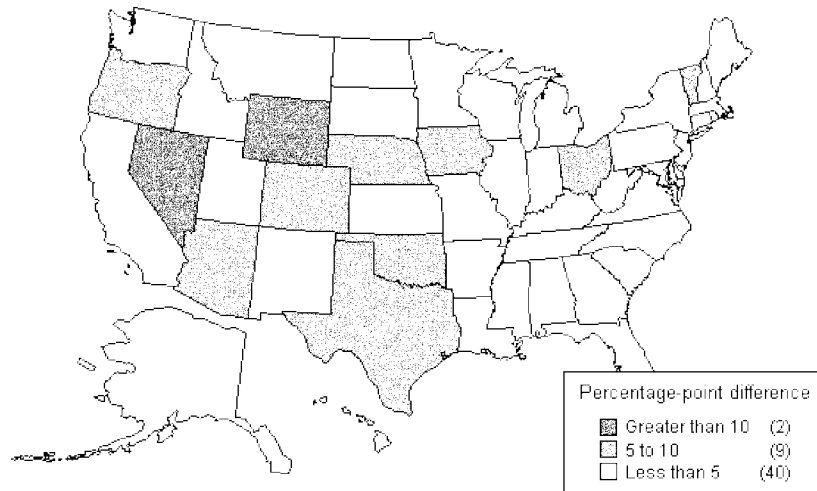 Percentage-point difference
Greater than 10 (2)
5 to 10 (9)
Less than 5 (40)